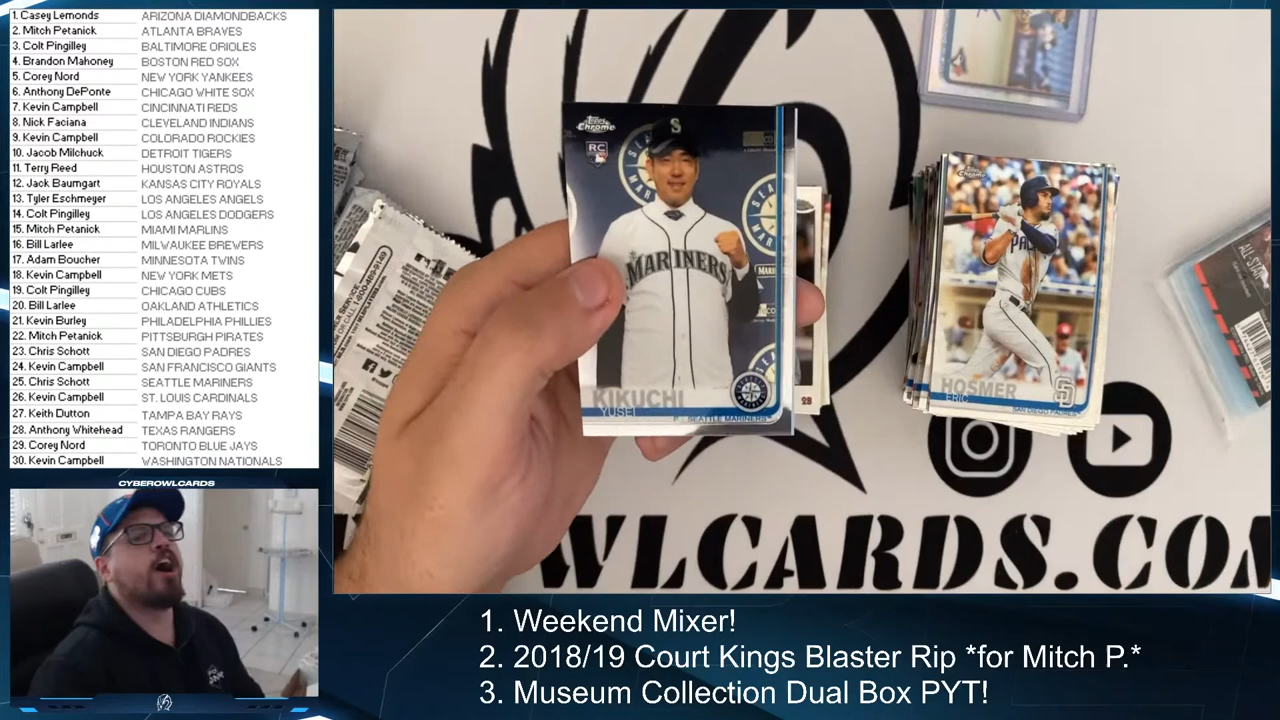 1. Casey Lemonds ARIZONA DIAMONDBACKS
2. Mitch Petanick ATLANTA BRAVES
3. Colt Pingilley BALTIMORE ORIOLES
4. Brandon Mahoney BOSTON RED SOX
5. Corey Nord NEW YORK YANKEES
6. Anthony DePonte CHICAGO WHITE SOX
7. Kevin Campbell CINCINNATI REDS
8. Nick Faciana CLEVELAND INDIANS
9. Kevin Campbell COLORADO ROCKIES
10. Jacob Milchuck DETROIT TIGERS
11. Terry Reed HOUSTON ASTROS
12. Jack Baumgart KANSAS CITY ROYALS
13. Tyler Eschmeyer LOS ANGELES ANGELS
14. Colt Pingilley LOS ANGELES DODGERS
15. Mitch Petanick MIAMI MARLINS
16. Bill Larlee MILWAUKEE BREWERS
17. Adam Boucher MINNESOTA TWINS
18. Kevin Campbell NEW YORK METS
19. Colt Pingilley CHICAGO CUBS
20. Bill Larlee OAKLAND ATHLETICS
21. Kevin Burley PHILADELPHIA PHILLIES
22. Mitch Petanick PITTSBURGH PIRATES
23. Chris Schott SAN DIEGO PADRES
24. Kevin Campbell SAN FRANCISCO GIANTS
25. Chris Schott SEATTLE MARINERS
26. Kevin Campbell ST. LOUIS CARDINALS
27. Keith Dutton TAMPA BAY RAYS
28. Anthony Whitehead TEXAS RANGERS
29. Corey Nord TORONTO BLUE JAYS
30. Kevin Campbell WASHINGTON NATIONALS
CYBEROWLCARDS
Topps Chrome
RC
S
MARINERS
KIKUCHI
YUSEI
SEATTLE MARINERS
Topps Chrome
PA
HOSMER
ERIC
SD
SAN DIEGO PADRES
ALL-STAR
WLCARDS.COM
1. Weekend Mixer!
2. 2018/19 Court Kings Blaster Rip *for Mitch P.*
3. Museum Collection Dual Box PYT!